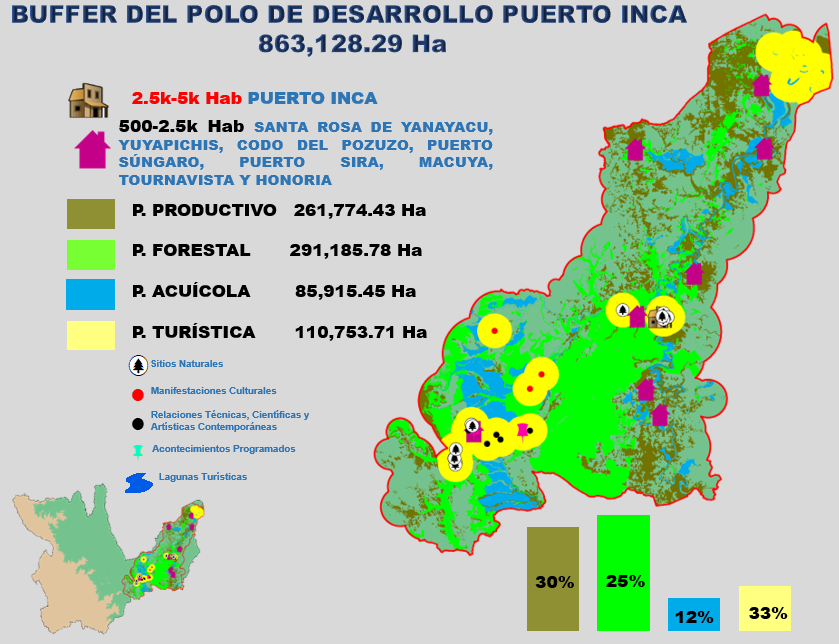 BUFFER DEL POLO DE DESARROLLO PUERTO INCA
863,128.29 Ha
2.5k-5k Hab PUERTO INCA
500-2.5k Hab SANTA ROSA DE YANAYACU,
YUYAPICHIS, CODO DEL POZUZO, PUERTO
SÚNGARO, PUERTO SIRA, MACUYA,
TOURNAVISTA Y HONORIA
P. PRODUCTIVO 261,774.43 Ha
P. FORESTAL 291,185.78 Ha
P. ACUÍCOLA 85,915.45 Ha
P. TURÍSTICA 110,753.71 Ha
Sitios Naturales
Manifestaciones Culturales
Relaciones Técnicas, Científicas y
Artísticas Contemporáneas
Acontecimientos Programados
Lagunas Turísticas
30%
25%
12%
33%